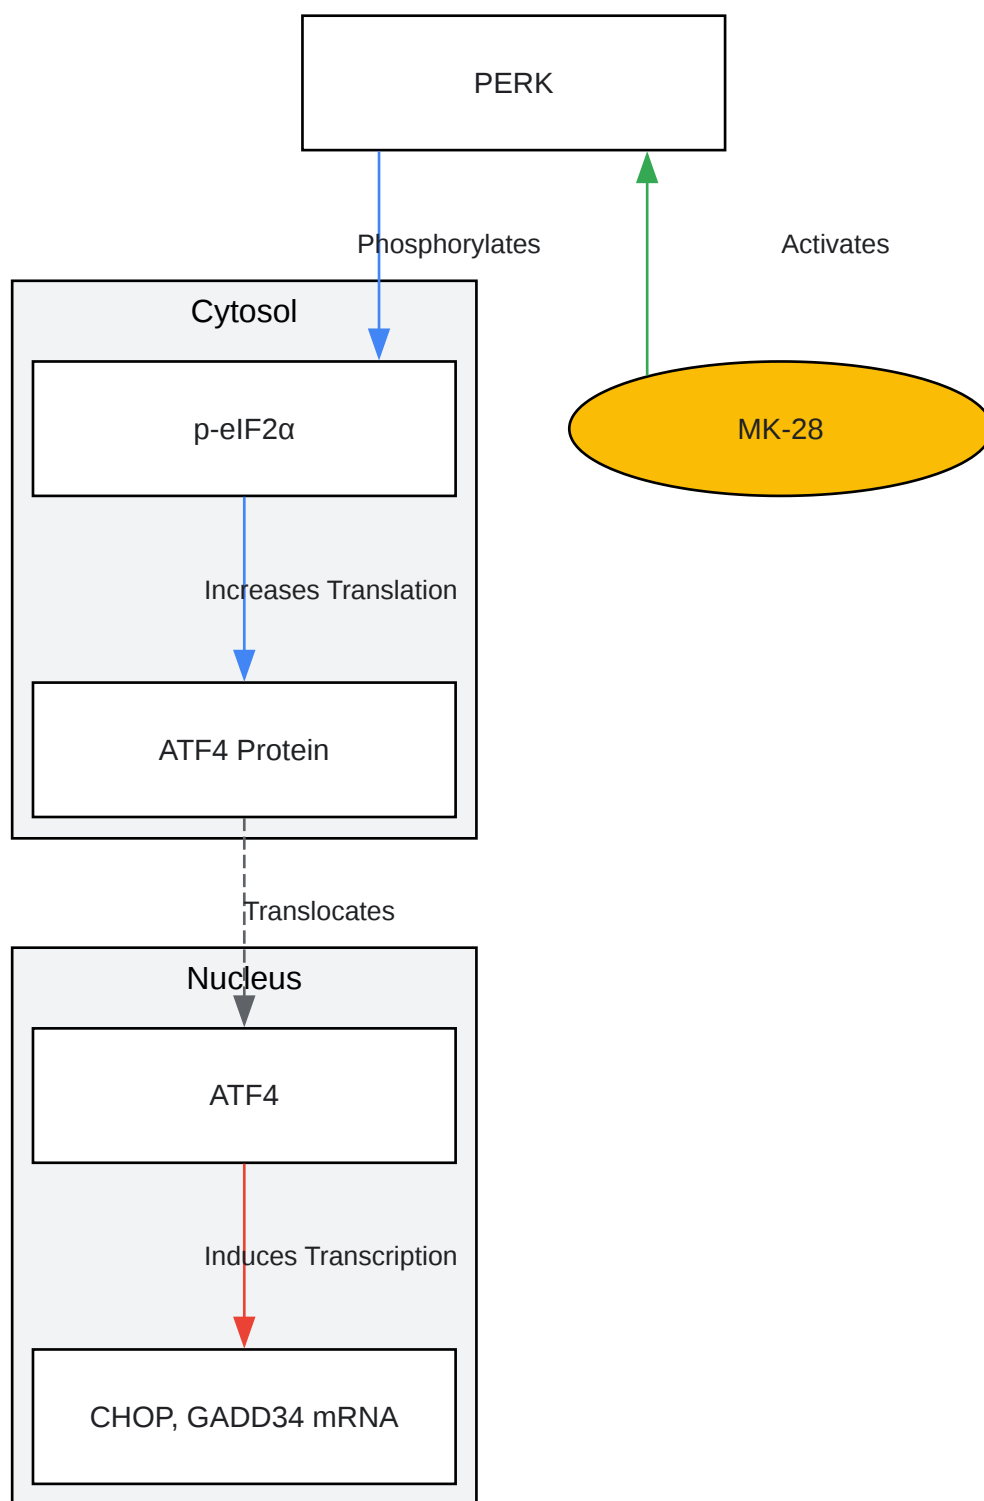 PERK
Phosphorylates
Activates
Cytosol
p-eIF2α
MK-28
Increases Translation
ATF4 Protein
Translocates
Nucleus
ATF4
Induces Transcription
CHOP, GADD34 mRNA